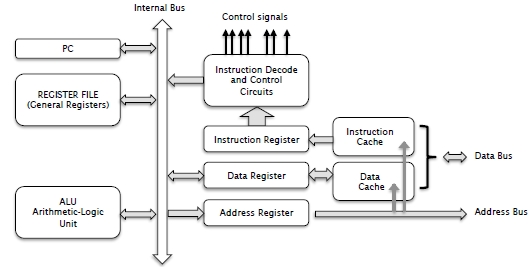 Internal Bus
Control signals
PC
Instruction Decode
and Control
Circuits
REGISTER FILE
(General Registers)
Instruction Register
Instruction
Cache
Data Bus
Data Register
Data
Cache
ALU
Arithmetic-Logic
Unit
Address Register
Address Bus